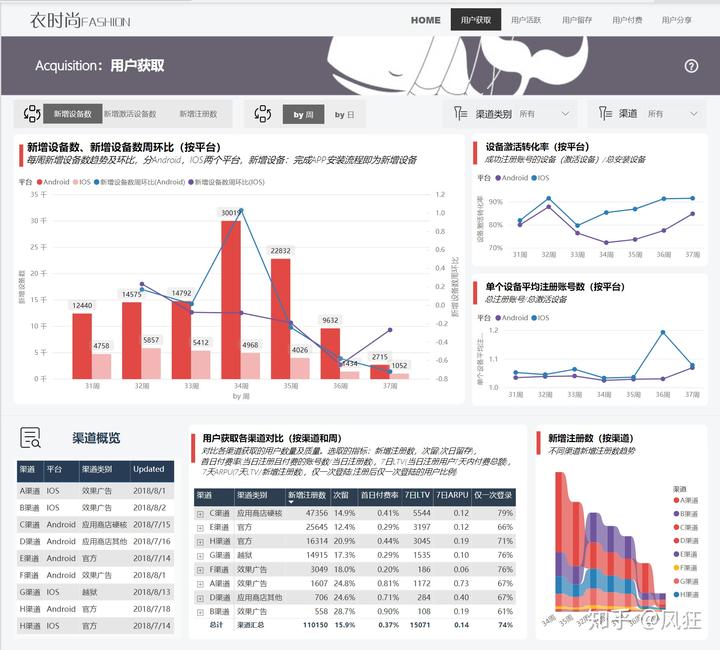 衣时尚FASHION
HOME 用户获取 用户活跃 用户留存 用户付费 用户分享
Acquisition: 用户获取
新增设备数 新增激活设备数 新增注册数
by 周 by 日
渠道类别 所有 渠道 所有
新增设备数、新增设备数周环比（按平台）
每周新增设备数趋势及环比，分Android，IOS两个平台，新增设备：完成APP安装流程即为新增设备
平台 Android IOS 新增设备数周环比(Android) 新增设备数周环比(IOS)
35 千
30 千
25 千
20 千
15 千
10 千
5 千
0 千
新增设备数
12440 14575 14792 30019 22832 9632 2715
4758 5857 5412 4968 4026 1434 1052
1.2
1.0
0.8
0.6
0.4
0.2
0.0
-0.2
-0.4
-0.6
-0.8
新增设备数周环比
31周 32周 33周 34周 35周 36周 37周
by 周
设备激活转化率（按平台）
成功注册账号的设备（激活设备）/总安装设备
平台 Android IOS
设备激活转化率
90%
80%
70%
31周 32周 33周 34周 35周 36周 37周
单个设备平均注册账号数（按平台）
总注册账号/总激活设备
平台 Android IOS
单个设备平均注...
1.2
1.1
1.0
31周 32周 33周 34周 35周 36周 37周
渠道概览
渠道 平台 渠道类别 Updated
A渠道 IOS 效果广告 2018/8/1
B渠道 IOS 效果广告 2018/8/2
C渠道 Android 应用商店硬核 2018/7/15
D渠道 Android 应用商店其他 2018/7/16
E渠道 Android 官方 2018/7/14
F渠道 Android 效果广告 2018/8/1
G渠道 IOS 越狱 2018/8/13
H渠道 Android 官方 2018/7/18
H渠道 IOS 官方 2018/7/14
用户获取各渠道对比（按渠道和周）
对比各渠道获取的用户数量及质量。选取的指标：新增注册数，次留:次日留存，
首日付费率:当日注册且付费的账号数/当日注册数，7日LTV(当日注册用户7天内付费总额)，
7天ARPU(7天LTV/新增注册数)，仅一次登陆(注册后仅一次登陆的用户比例)
渠道 渠道类别 新增注册数 次留 首日付费率 7日LTV 7日ARPU 仅一次登录
C渠道 应用商店硬核 47356 14.9% 0.41% 5544 0.12 79%
E渠道 官方 25645 12.4% 0.29% 3197 0.12 66%
H渠道 官方 16314 20.9% 0.44% 3045 0.19 71%
G渠道 越狱 14915 17.3% 0.29% 1535 0.10 76%
F渠道 效果广告 3049 18.0% 0.20% 186 0.06 76%
A渠道 效果广告 1607 24.8% 0.81% 1172 0.73 67%
D渠道 应用商店其他 706 24.6% 0.71% 284 0.40 67%
B渠道 效果广告 558 28.7% 0.90% 108 0.19 61%
总计 渠道汇总 110150 15.9% 0.37% 15071 0.14 74%
新增注册数（按渠道）
不同渠道新增注册数趋势
渠道
A渠道
B渠道
C渠道
D渠道
E渠道
F渠道
G渠道
H渠道
34周 35周
知乎 @风狂